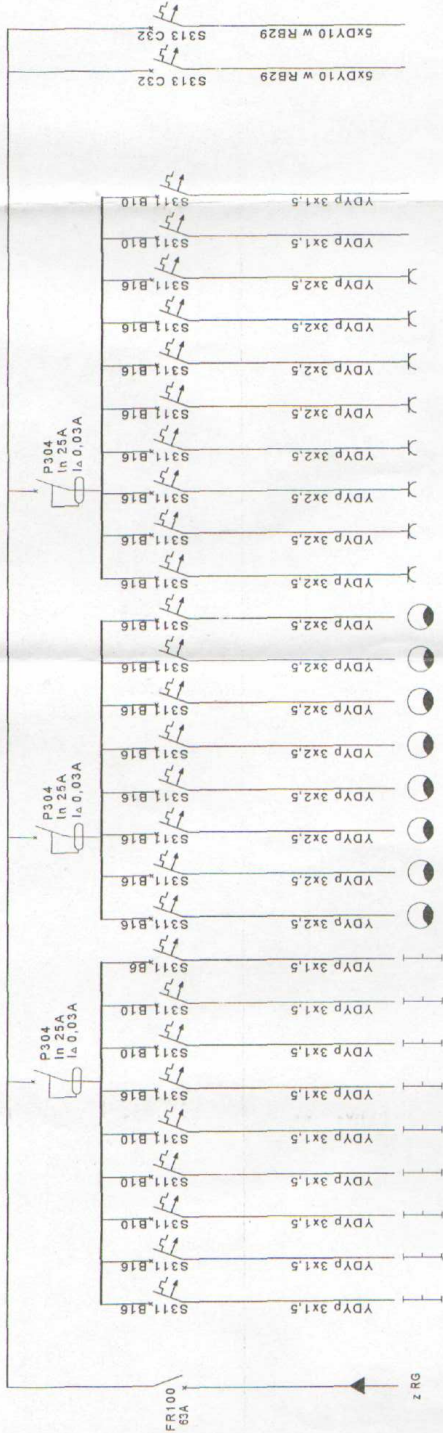 S313 C32
5xDY10 w RB29
S313 C32
5xDY10 w RB29
S311 B10
YDYp 3x1,5
S311 B10
YDYp 3x1,5
S311 B16
YDYp 3x2,5
S311 B16
YDYp 3x2,5
S311 B16
YDYp 3x2,5
S311 B16
YDYp 3x2,5
P304
In 25A
I△ 0,03A
S311 B16
YDYp 3x2,5
S311 B16
YDYp 3x2,5
S311 B16
YDYp 3x2,5
S311 B16
YDYp 3x2,5
S311 B16
YDYp 3x2,5
S311 B16
YDYp 3x2,5
S311 B16
YDYp 3x2,5
S311 B16
YDYp 3x2,5
P304
In 25A
I△ 0,03A
S311 B16
YDYp 3x2,5
S311 B16
YDYp 3x2,5
S311 B16
YDYp 3x2,5
S311 B16
YDYp 3x2,5
S311 B6
YDYp 3x1,5
S311 B10
YDYp 3x1,5
P304
In 25A
I△ 0,03A
S311 B10
YDYp 3x1,5
S311 B16
YDYp 3x1,5
S311 B10
YDYp 3x1,5
S311 B10
YDYp 3x1,5
S311 B10
YDYp 3x1,5
S311 B16
YDYp 3x1,5
S311 B16
YDYp 3x1,5
FR100
63A
z RG